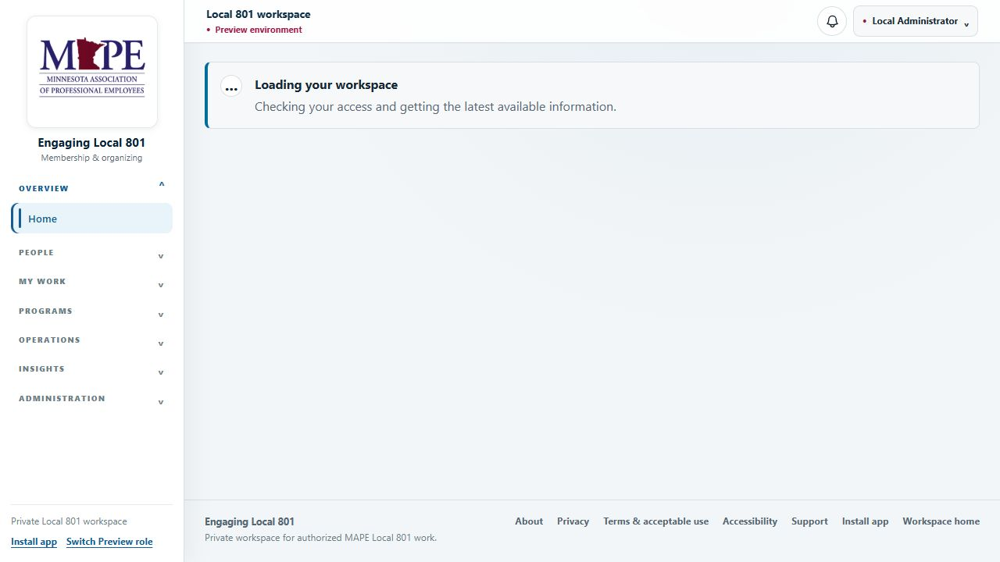 MAPE
MINNESOTA ASSOCIATION
OF PROFESSIONAL EMPLOYEES
Engaging Local 801
Membership & organizing
OVERVIEW
Home
PEOPLE
MY WORK
PROGRAMS
OPERATIONS
INSIGHTS
ADMINISTRATION
Private Local 801 workspace
Install app Switch Preview role
Local 801 workspace
• Preview environment
• Local Administrator
Loading your workspace
Checking your access and getting the latest available information.
Engaging Local 801
Private workspace for authorized MAPE Local 801 work.
About Privacy Terms & acceptable use Accessibility Support Install app Workspace home